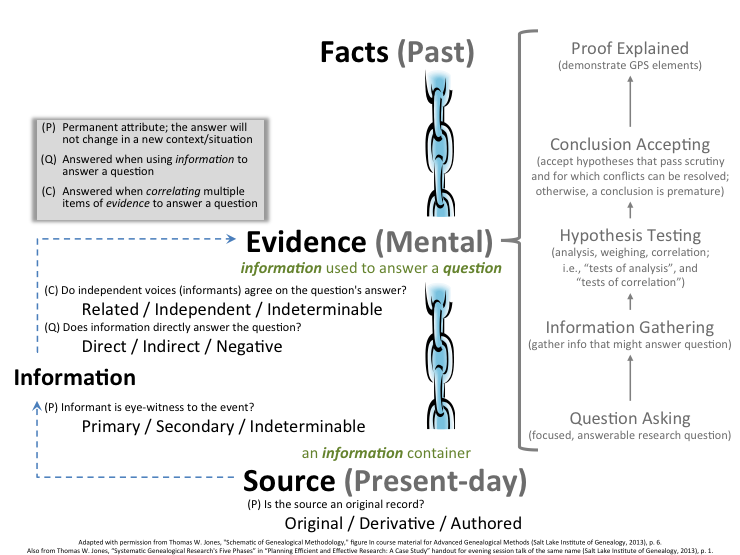 Facts (Past)
(P) Permanent attribute; the answer will
not change in a new context/situation
(Q) Answered when using information to
answer a question
(C) Answered when correlating multiple
items of evidence to answer a question
Evidence (Mental)
information used to answer a question
(C) Do independent voices (informants) agree on the question's answer?
Related / Independent / Indeterminable
(Q) Does information directly answer the question?
Direct / Indirect / Negative
Information
(P) Informant is eye-witness to the event?
Primary / Secondary / Indeterminable
an information container
Source (Present-day)
(P) Is the source an original record?
Original / Derivative / Authored
Proof Explained
(demonstrate GPS elements)
Conclusion Accepting
(accept hypotheses that pass scrutiny
and for which conflicts can be resolved;
otherwise, a conclusion is premature)
Hypothesis Testing
(analysis, weighing, correlation;
i.e., “tests of analysis”, and
“tests of correlation”)
Information Gathering
(gather info that might answer question)
Question Asking
(focused, answerable research question)
Adapted with permission from Thomas W. Jones, “Schematic of Genealogical Methodology,” figure in course material for Advanced Genealogical Methods (Salt Lake Institute of Genealogy, 2013), p. 6.
Also from Thomas W. Jones, “Systematic Genealogical Research's Five Phases” in “Planning Efficient and Effective Research: A Case Study” handout for evening session talk of the same name (Salt Lake Institute of Genealogy, 2013), p. 1.